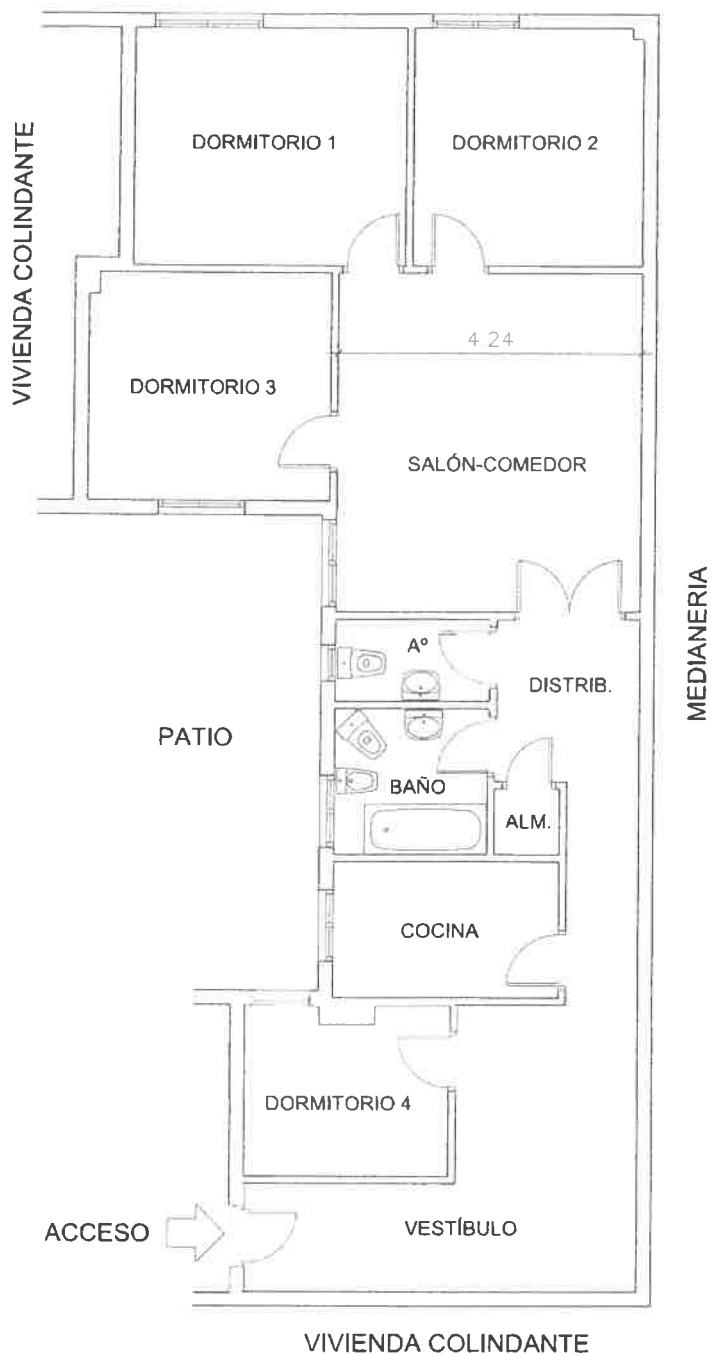 DORMITORIO 1
DORMITORIO 2
VIVIENDA COLINDANTE
4.24
DORMITORIO 3
SALÓN-COMEDOR
MEDIANERIA
Aº
DISTRIB.
PATIO
BAÑO
ALM.
COCINA
DORMITORIO 4
ACCESO
VESTÍBULO
VIVIENDA COLINDANTE